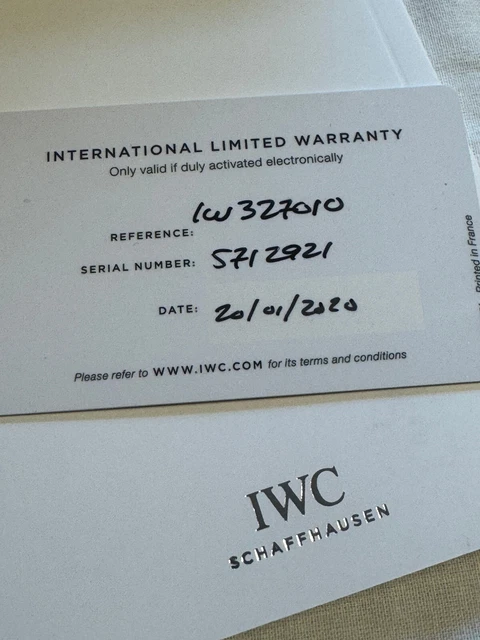 INTERNATIONAL LIMITED WARRANTY
Only valid if duly activated electronically
REFERENCE: IW327010
SERIAL NUMBER: 5712921
DATE: 20/01/2020
Please refer to WWW.IWC.COM for its terms and conditions
Printed in France
IWC
SCHAFFHAUSEN